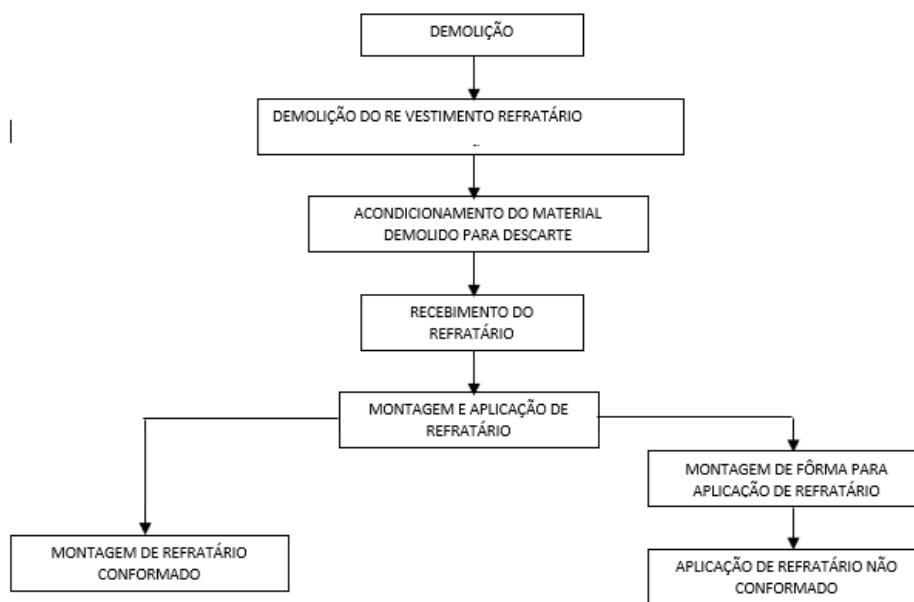 DEMOLIÇÃO
DEMOLIÇÃO DO RE VESTIMENTO REFRATÁRIO
..
ACONDICIONAMENTO DO MATERIAL
DEMOLIDO PARA DESCARTE
RECEBIMENTO DO
REFRATÁRIO
MONTAGEM E APLICAÇÃO DE
REFRATÁRIO
MONTAGEM DE FÔRMA PARA
APLICAÇÃO DE REFRATÁRIO
MONTAGEM DE REFRATÁRIO
CONFORMADO
APLICAÇÃO DE REFRATÁRIO NÃO
CONFORMADO